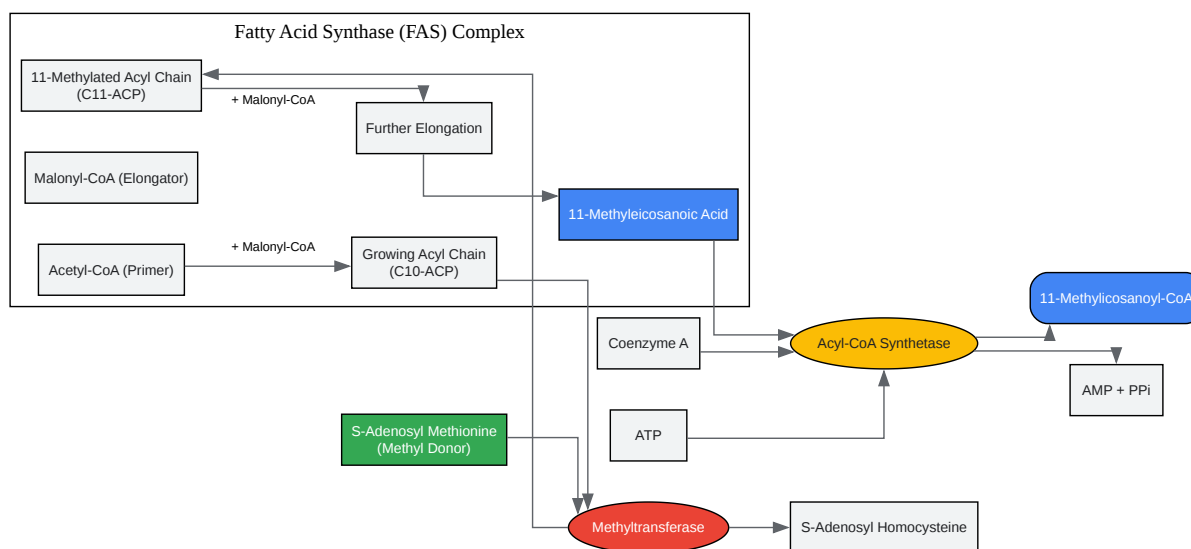 Fatty Acid Synthase (FAS) Complex
11-Methylated Acyl Chain
(C11-ACP)
+ Malonyl-CoA
Further Elongation
Malonyl-CoA (Elongator)
11-Methyleicosanoic Acid
+ Malonyl-CoA
Acetyl-CoA (Primer)
Growing Acyl Chain
(C10-ACP)
11-Methylicosanoyl-CoA
Coenzyme A
Acyl-CoA Synthetase
AMP + PPi
S-Adenosyl Methionine
(Methyl Donor)
ATP
Methyltransferase
S-Adenosyl Homocysteine